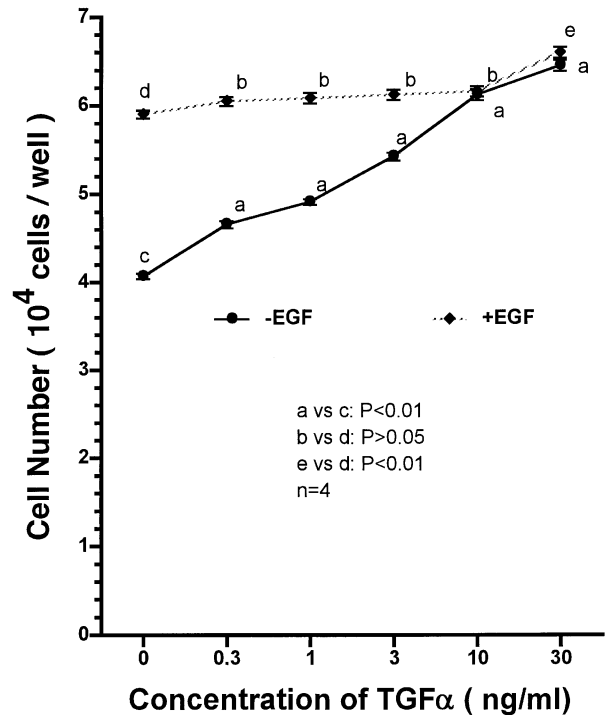 7
6
5
4
3
2
1
0
Cell Number ( 10⁴ cells / well )
d
b
b
b
b
e
c
a
a
a
a
a
-EGF
+EGF
a vs c: P<0.01
b vs d: P>0.05
e vs d: P<0.01
n=4
0 0.3 1 3 10 30
Concentration of TGFα ( ng/ml)